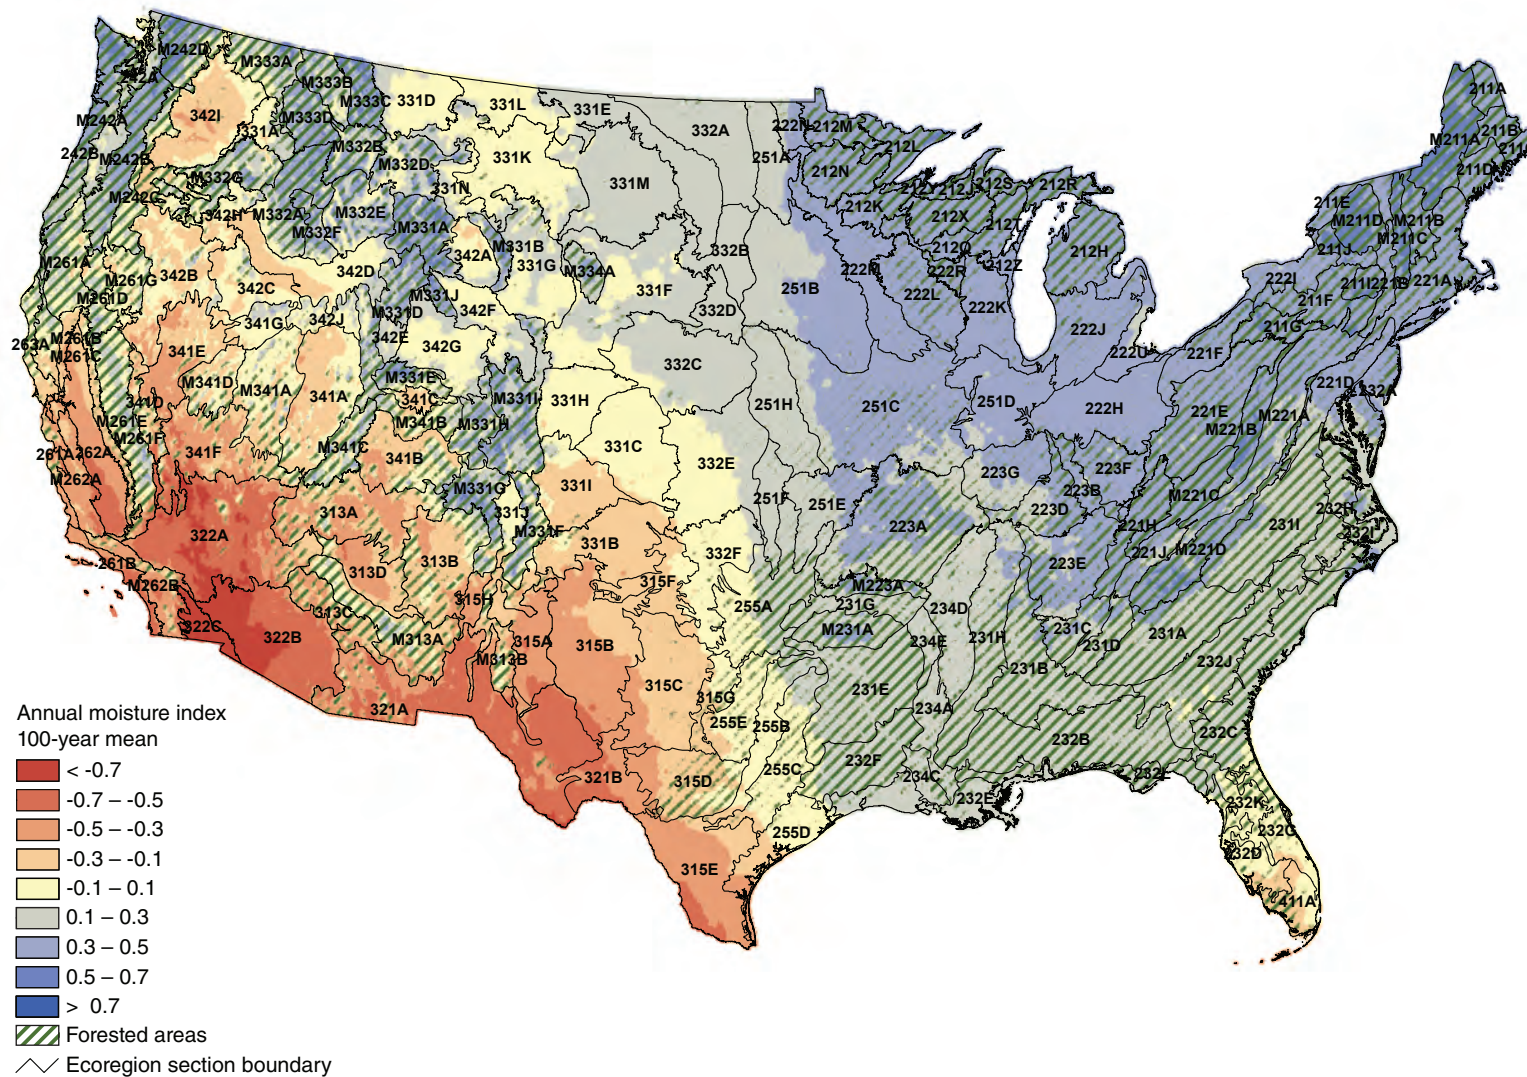 M242D
M333A
242A
M333B
M333C
331D
331L
331E
342I
M242A
331A
M333D
332A
222N
212M
211A
242B
M242B
M332B
M332D
331K
251A
212L
M211A
211B
M332G
331N
331M
212N
211D
M242C
342H
M332A
M332E
212Y
212J
212S
212R
M332F
M331A
212K
212X
212T
211E
M211D
M211B
M261A
M261G
342B
342D
342A
M331B
331G
M334A
332B
212Q
212Z
212H
211J
M211C
342C
M331J
331F
251B
222M
222R
222L
222I
211I
221B
221A
M261D
341G
342J
M331D
342F
332D
222K
222J
211F
211G
263A
M261B
M261C
341E
342E
342G
332C
222U
221F
M341D
M341A
341A
M331E
341C
M331I
331H
251H
251C
251D
222H
221D
232A
341D
M261E
M261F
M341B
M331H
221E
M221A
M221B
261A
262A
341F
M341C
341B
331C
332E
223G
223F
M262A
M331G
331I
251F
251E
223B
M221C
313A
331J
M331F
223A
223D
221H
231I
232H
232I
322A
331B
332F
221J
M221D
261B
313D
313B
315F
223E
M262B
315H
255A
M223A
231G
234D
322C
322B
313C
M313A
315A
315B
M231A
234E
231H
231C
231D
231A
M313B
231B
232J
321A
315C
315G
231E
234A
255E
255B
232B
232C
321B
315D
255C
232F
234C
232E
232L
232K
255D
232G
232D
315E
411A
Annual moisture index
100-year mean
< -0.7
-0.7 – -0.5
-0.5 – -0.3
-0.3 – -0.1
-0.1 – 0.1
0.1 – 0.3
0.3 – 0.5
0.5 – 0.7
> 0.7
Forested areas
Ecoregion section boundary